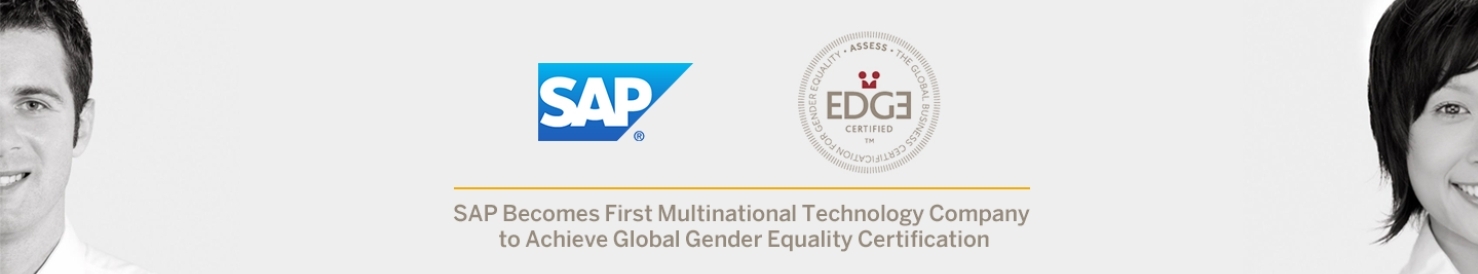 SAP
®
ASSESS • THE GLOBAL BUSINESS CERTIFICATION FOR GENDER EQUALITY •
EDGE
CERTIFIED
TM
SAP Becomes First Multinational Technology Company
to Achieve Global Gender Equality Certification